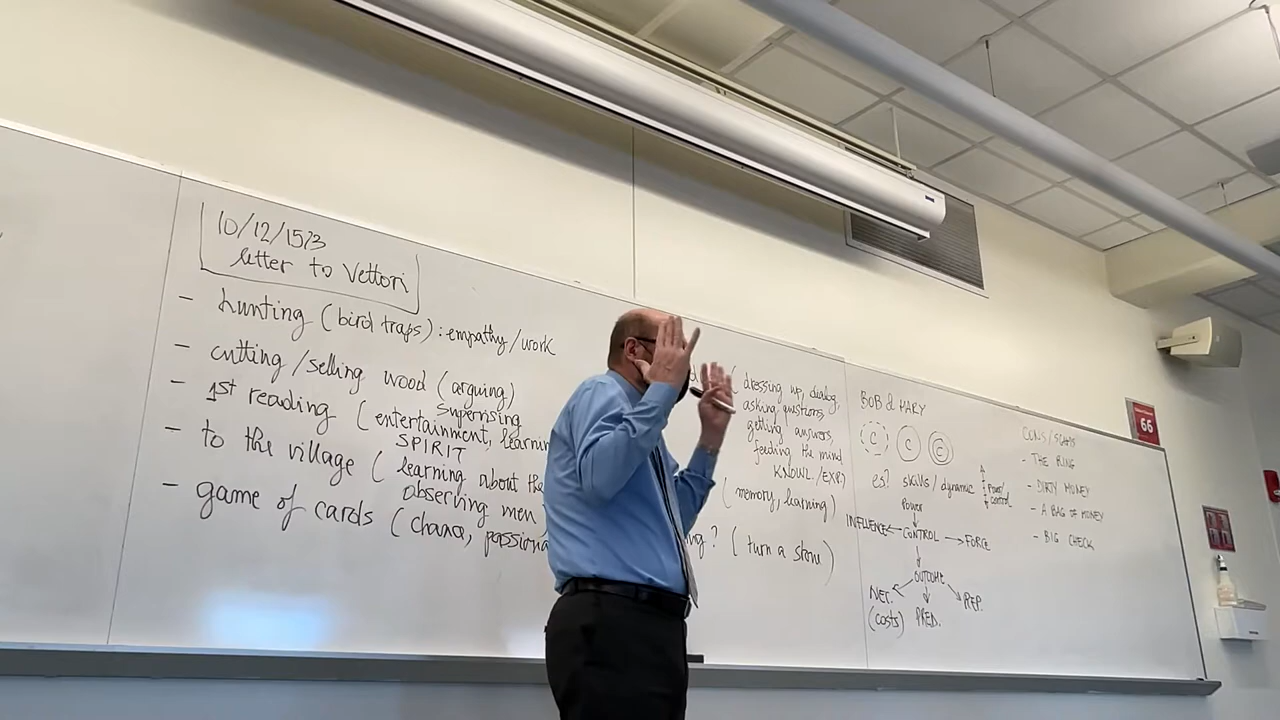 10/12/1513
letter to Vettori
- hunting (bird traps): empathy/work
- cutting/selling wood (arguing)
Supervising
- 1st reading (entertainment, learnin
SPIRIT
- to the village (learning about the
observing men
- game of cards (chance, passiona
(dressing up, dialog,
asking questions,
getting answers,
feeding the mind
KNOWL./EXP.)
(memory, learning)
? (turn a stone)
BOB & MARY
C C C
es? skills/dynamic
Power
control
Power
INFLUENCE CONTROL FORCE
OUTCOME
NET. REP.
(costs) PRED.
CONS/SCAMS
- THE RING
- DIRTY MONEY
- A BAG OF MONEY
- BIG CHECK
66